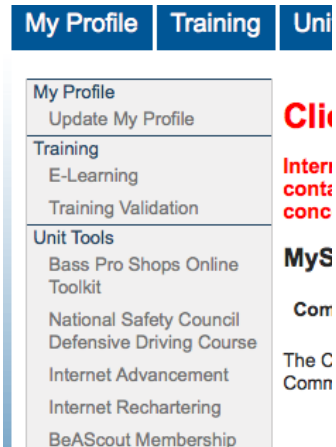 My Profile
Training
My Profile
Update My Profile
Training
E-Learning
Training Validation
Unit Tools
Bass Pro Shops Online
Toolkit
National Safety Council
Defensive Driving Course
Internet Advancement
Internet Rechartering
BeAScout Membership
The